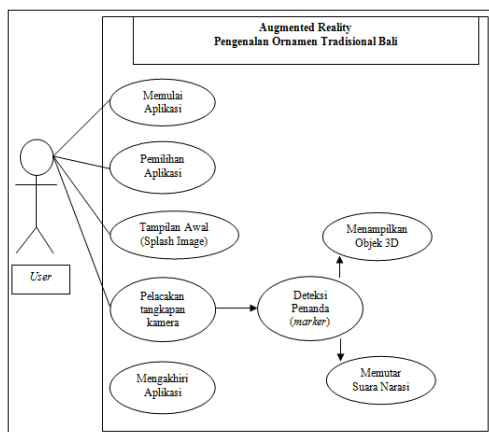 Augmented Reality
Pengenalan Ornamen Tradisional Bali
Memulai
Aplikasi
Pemilihan
Aplikasi
Tampilan Awal
(Splash Image)
Menampilkan
Objek 3D
User
Pelacakan
tangkapan
kamera
Deteksi
Penanda
(marker)
Mengakhiri
Aplikasi
Memutar
Suara Narasi